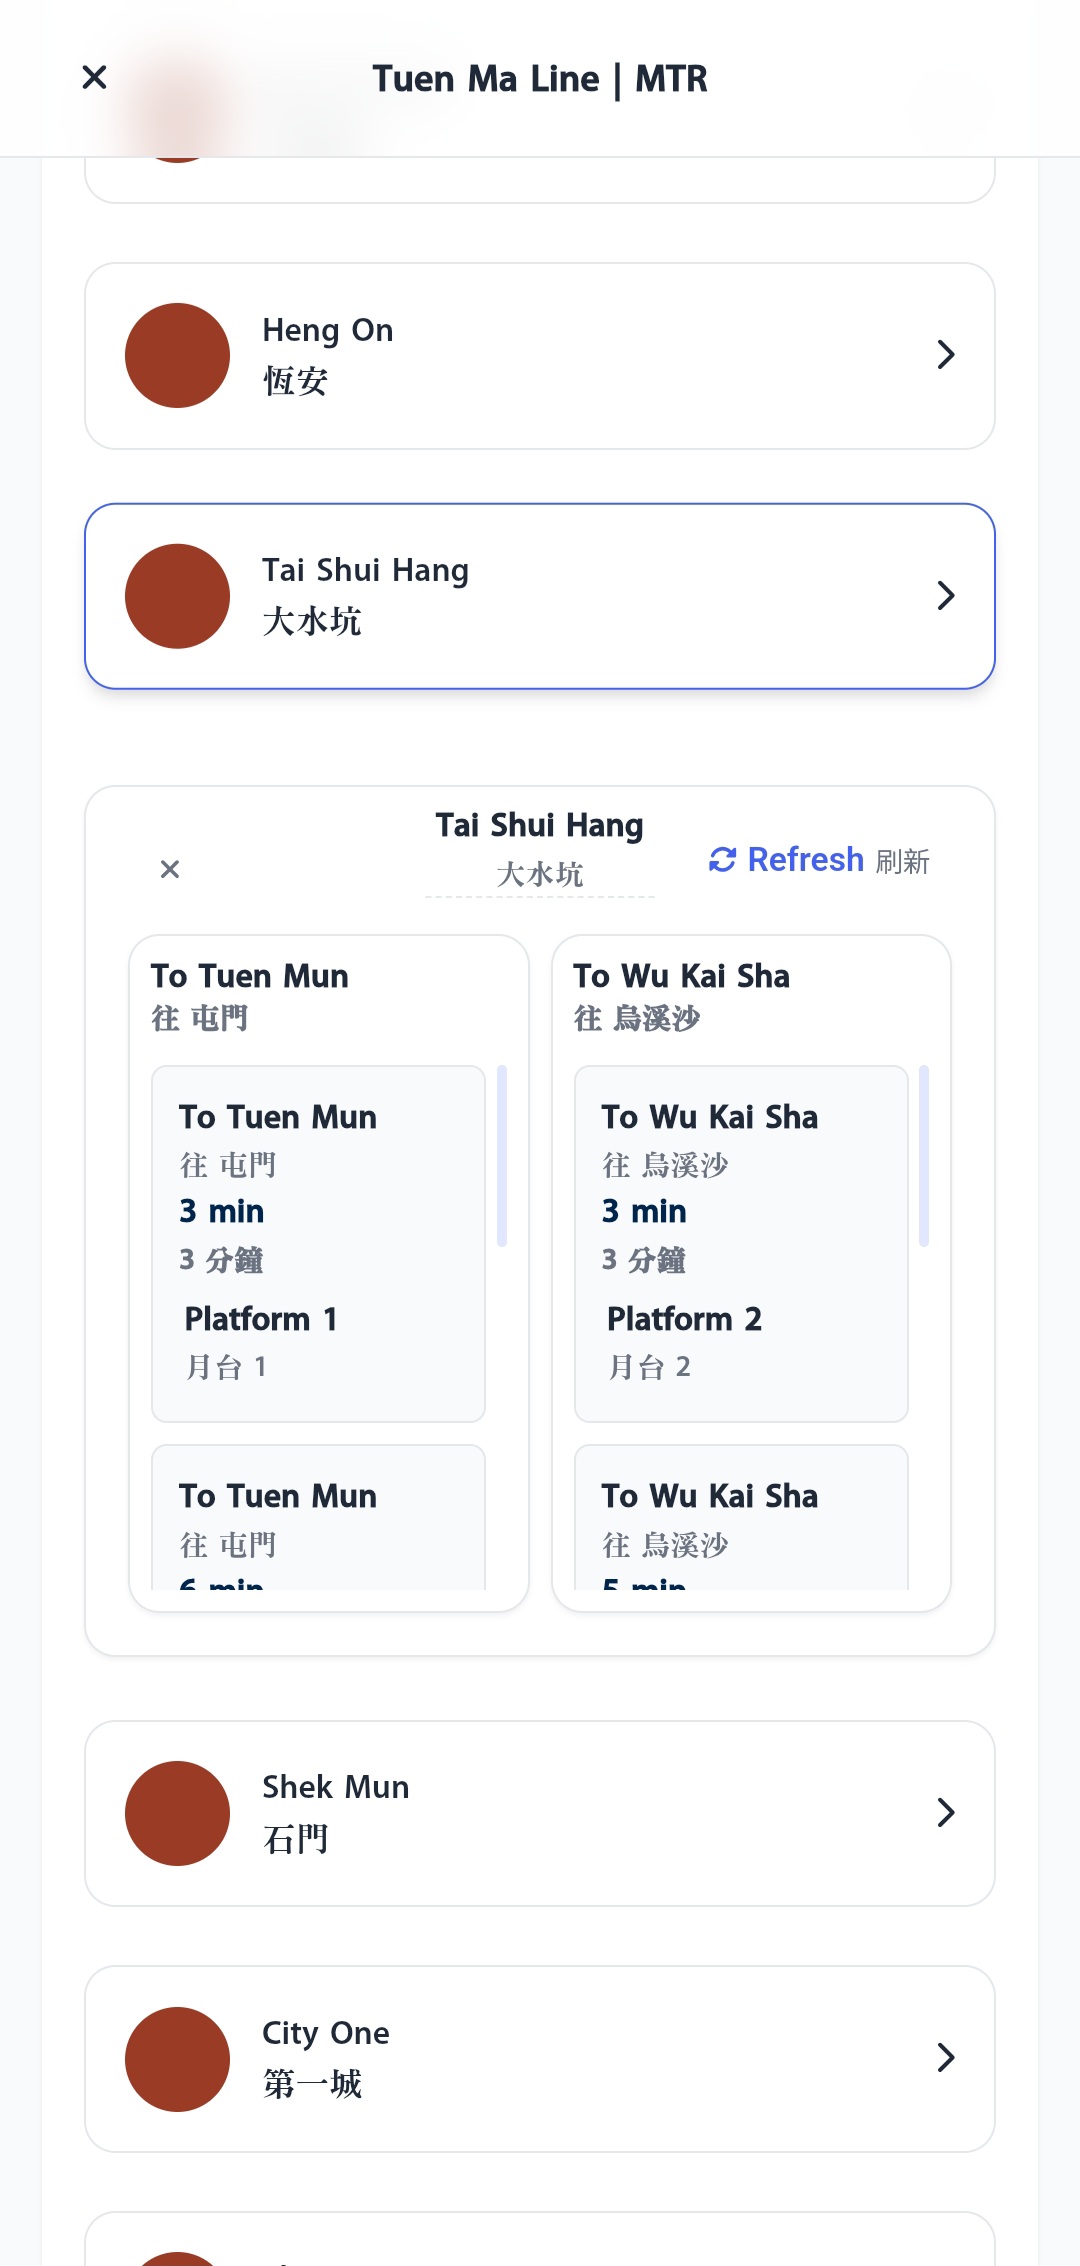 Tuen Ma Line | MTR
Heng On
恆安
Tai Shui Hang
大水坑
Tai Shui Hang
大水坑
Refresh 刷新
To Tuen Mun
往 屯門
To Tuen Mun
往 屯門
3 min
3 分鐘
Platform 1
月台 1
To Tuen Mun
往 屯門
6 min
To Wu Kai Sha
往 烏溪沙
To Wu Kai Sha
往 烏溪沙
3 min
3 分鐘
Platform 2
月台 2
To Wu Kai Sha
往 烏溪沙
5 min
Shek Mun
石門
City One
第一城